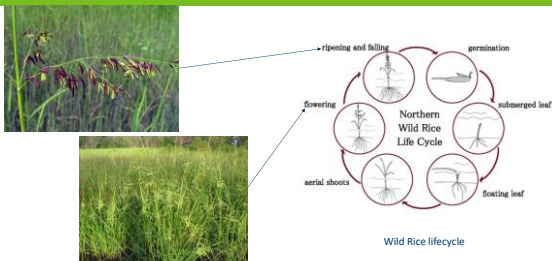 ripening and falling
germination
flowering
submerged leaf
Northern
Wild Rice
Life Cycle
aerial shoots
floating leaf
Wild Rice lifecycle